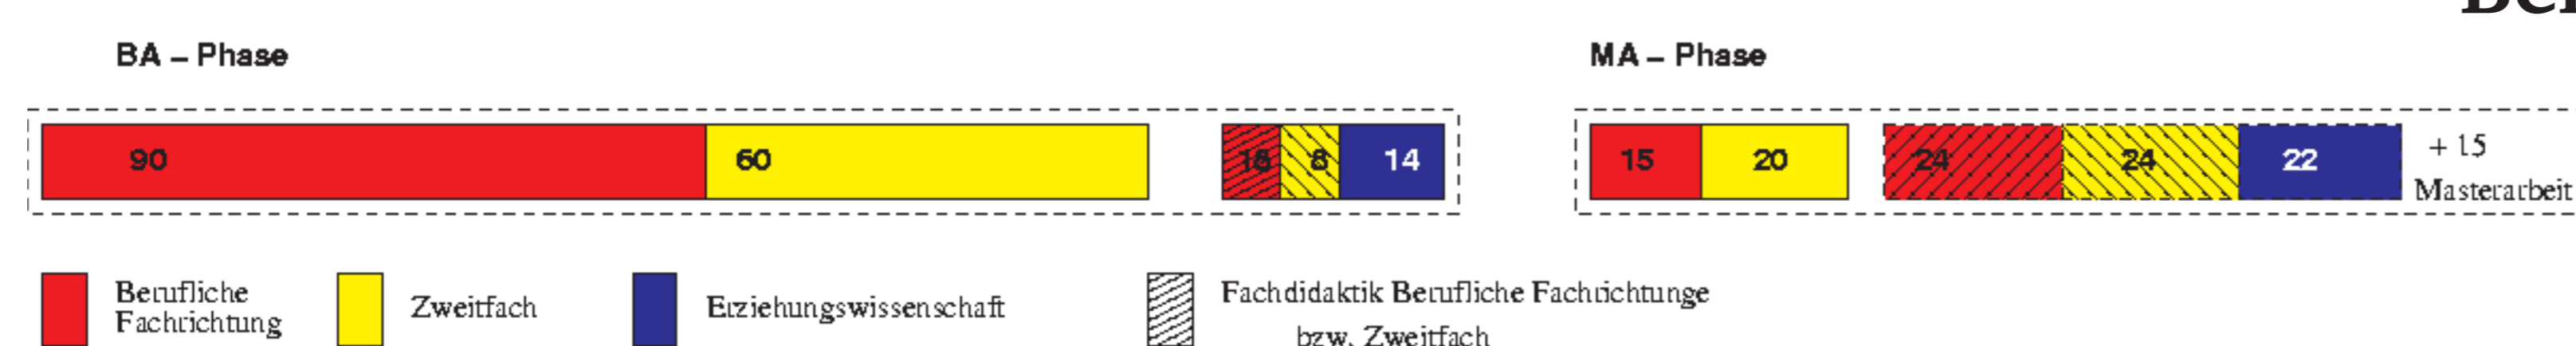 BA – Phase
MA – Phase
90
60
8
14
15
20
24
24
22
+ 15
Masterarbeit
Berufliche
Fachrichtung
Zweitfach
Erziehungswissenschaft
Fachdidaktik Berufliche Fachrichtunge
bzw. Zweitfach